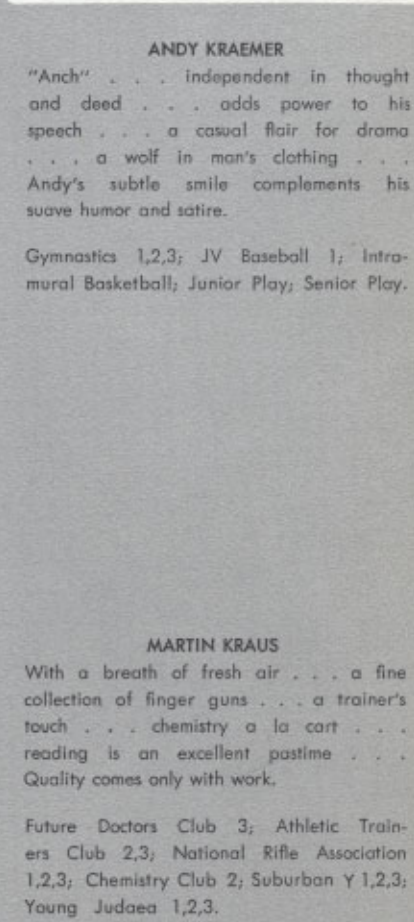 ANDY KRAEMER
"Anch" . . . independent in thought
and deed . . . adds power to his
speech . . . a casual flair for drama
. . . a wolf in man's clothing . . .
Andy's subtle smile complements his
suave humor and satire.
Gymnastics 1,2,3; JV Baseball 1; Intra-
mural Basketball; Junior Play; Senior Play.
MARTIN KRAUS
With a breath of fresh air . . . a fine
collection of finger guns . . . a trainer's
touch . . . chemistry a la cart . . .
reading is an excellent pastime . . .
Quality comes only with work.
Future Doctors Club 3; Athletic Train-
ers Club 2,3; National Rifle Association
1,2,3; Chemistry Club 2; Suburban Y 1,2,3;
Young Judaea 1,2,3.